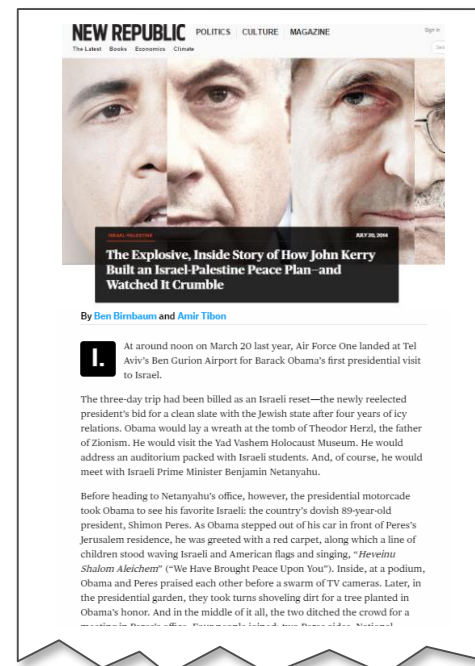 NEW REPUBLIC POLITICS CULTURE MAGAZINE Sign in
The Latest Books Economics Climate
ISRAEL-PALESTINE JULY 20, 2014
The Explosive, Inside Story of How John Kerry
Built an Israel-Palestine Peace Plan—and
Watched It Crumble
By Ben Birnbaum and Amir Tibon
I.
At around noon on March 20 last year, Air Force One landed at Tel
Aviv's Ben Gurion Airport for Barack Obama's first presidential visit
to Israel.
The three-day trip had been billed as an Israeli reset—the newly reelected
president's bid for a clean slate with the Jewish state after four years of icy
relations. Obama would lay a wreath at the tomb of Theodor Herzl, the father
of Zionism. He would visit the Yad Vashem Holocaust Museum. He would
address an auditorium packed with Israeli students. And, of course, he would
meet with Israeli Prime Minister Benjamin Netanyahu.
Before heading to Netanyahu's office, however, the presidential motorcade
took Obama to see his favorite Israeli: the country's dovish 89-year-old
president, Shimon Peres. As Obama stepped out of his car in front of Peres's
Jerusalem residence, he was greeted with a red carpet, along which a line of
children stood waving Israeli and American flags and singing, "Heveinu
Shalom Aleichem" ("We Have Brought Peace Upon You"). Inside, at a podium,
Obama and Peres praised each other before a swarm of TV cameras. Later, in
the presidential garden, they took turns shoveling dirt for a tree planted in
Obama's honor. And in the middle of it all, the two ditched the crowd for a